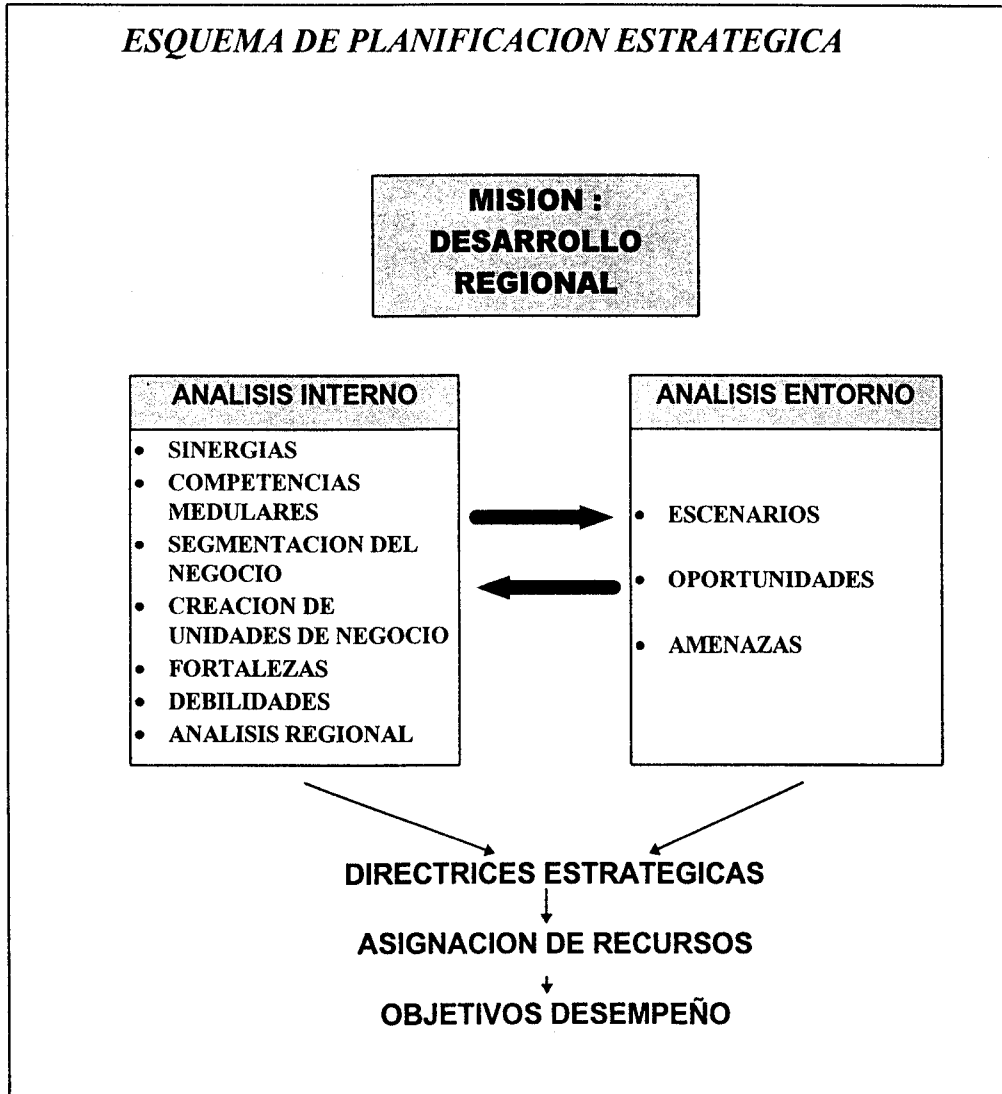 ESQUEMA DE PLANIFICACION ESTRATEGICA
MISION :
DESARROLLO
REGIONAL
ANALISIS INTERNO
• SINERGIAS
• COMPETENCIAS
MEDULARES
• SEGMENTACION DEL
NEGOCIO
• CREACION DE
UNIDADES DE NEGOCIO
• FORTALEZAS
• DEBILIDADES
• ANALISIS REGIONAL
ANALISIS ENTORNO
• ESCENARIOS
• OPORTUNIDADES
• AMENAZAS
DIRECTRICES ESTRATEGICAS
ASIGNACION DE RECURSOS
OBJETIVOS DESEMPEÑO